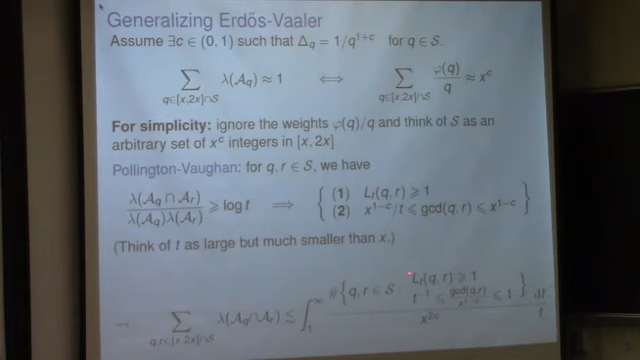 Generalizing Erdős-Vaaler
Assume ∃c ∈ (0, 1) such that Δ_q = 1/q^{1+c} for q ∈ S.
∑_{q∈[x,2x]∩S} λ(A_q) ≈ 1 ⟺ ∑_{q∈[x,2x]∩S} φ(q)/q ≈ x^c
For simplicity: ignore the weights φ(q)/q and think of S as an
arbitrary set of x^c integers in [x, 2x]
Pollington-Vaughan: for q, r ∈ S, we have
λ(A_q ∩ A_r)/λ(A_q)λ(A_r) ⩾ log t ⟹ { (1) L_t(q, r) ⩾ 1
(2) x^{1−c}/t ⩽ gcd(q, r) ⩽ x^{1−c} }
(Think of t as large but much smaller than x.)
∑_{q,r∈[x,2x]∩S} λ(A_q∩A_r) ≲ ∫_1^∞ #{q, r ∈ S : L_t(q,r) ⩾ 1, t^{−1} ⩽ gcd(q,r)/x^{1−c} ⩽ 1}/x^{2c} dt/t